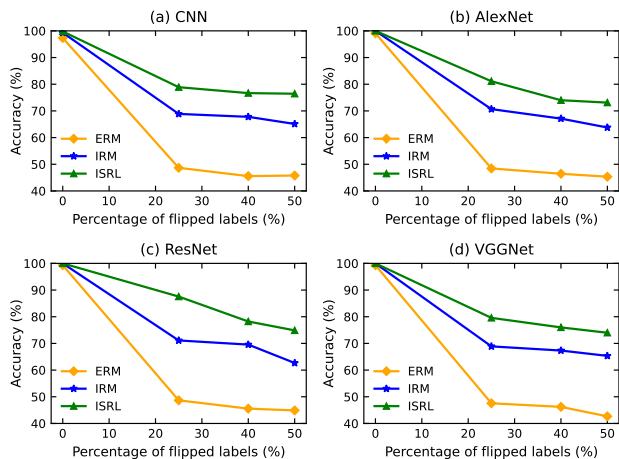 (a) CNN
Accuracy (%)
100
90
80
70
60
50
40
ERM
IRM
ISRL
0 10 20 30 40 50
Percentage of flipped labels (%)
(b) AlexNet
Accuracy (%)
100
90
80
70
60
50
40
ERM
IRM
ISRL
0 10 20 30 40 50
Percentage of flipped labels (%)
(c) ResNet
Accuracy (%)
100
90
80
70
60
50
40
ERM
IRM
ISRL
0 10 20 30 40 50
Percentage of flipped labels (%)
(d) VGGNet
Accuracy (%)
100
90
80
70
60
50
40
ERM
IRM
ISRL
0 10 20 30 40 50
Percentage of flipped labels (%)